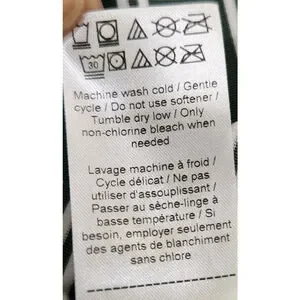 30
Machine wash cold / Gentle
cycle / Do not use softener /
Tumble dry low / Only
non-chlorine bleach when
needed
Lavage machine à froid /
Cycle délicat / Ne pas
utiliser d'assouplissant /
Passer au sèche-linge à
basse température / Si
besoin, employer seulement
des agents de blanchiment
sans chlore